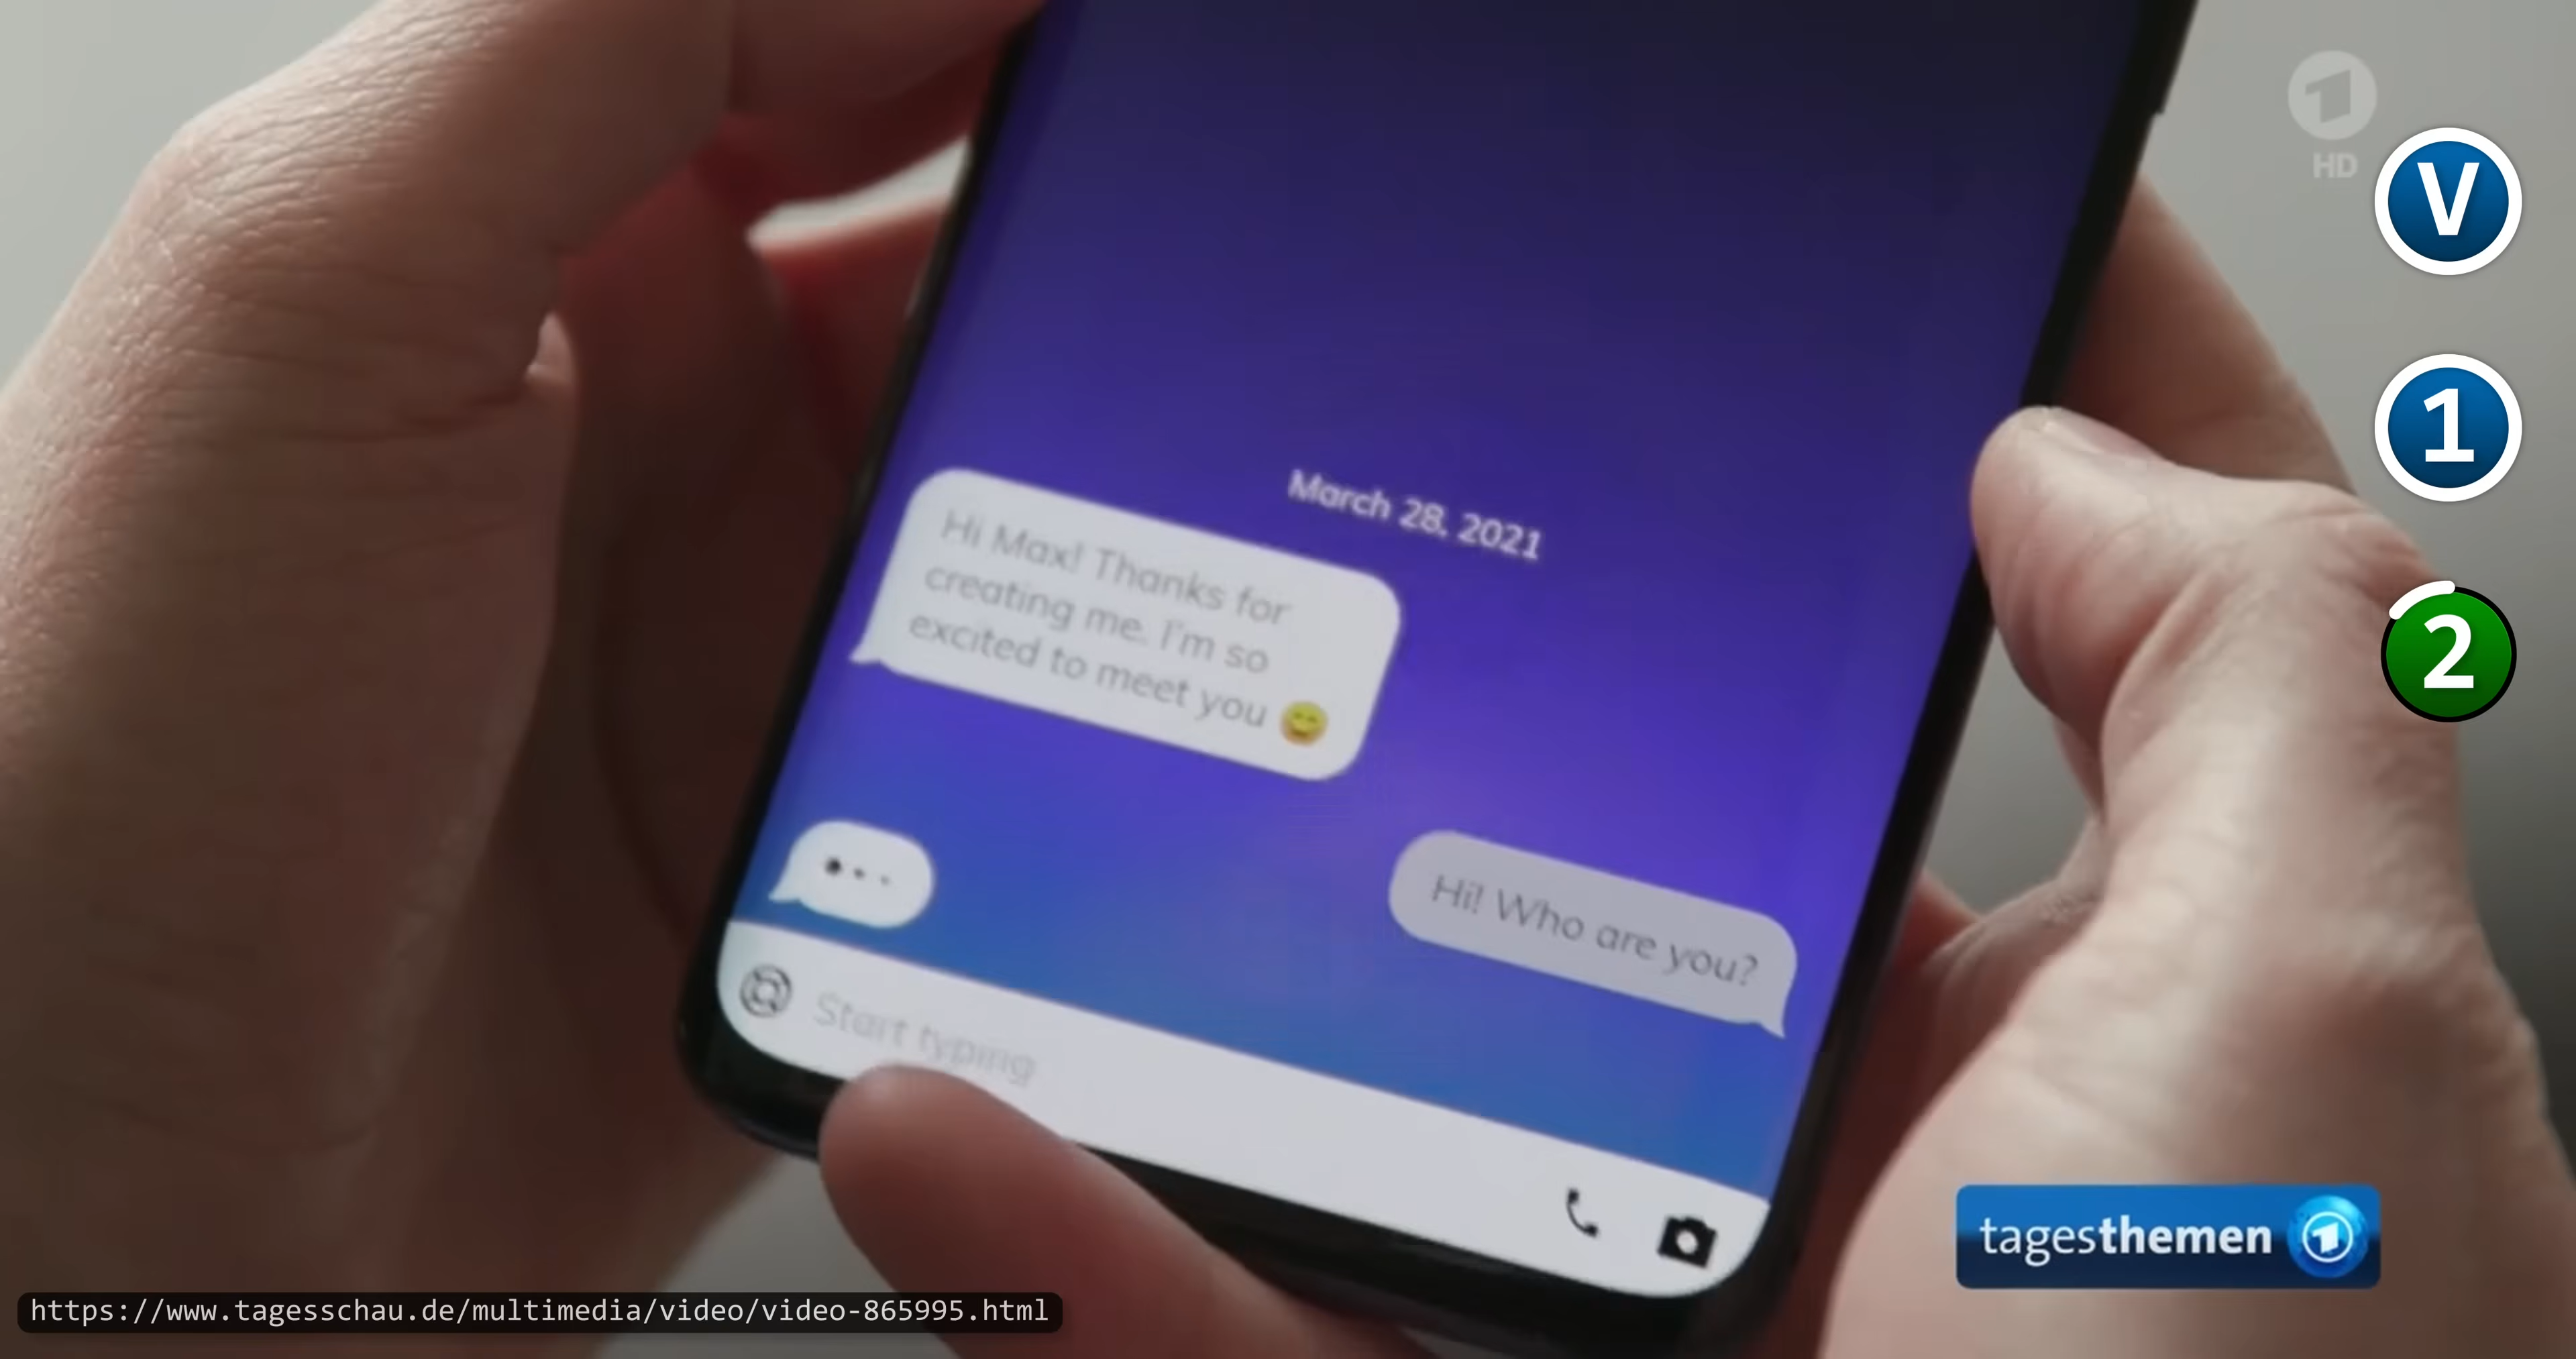 HD
V
1
2
March 28, 2021
Hi Max! Thanks for
creating me. I'm so
excited to meet you
Hi! Who are you?
Start typing
tagesthemen
https://www.tagesschau.de/multimedia/video/video-865995.html